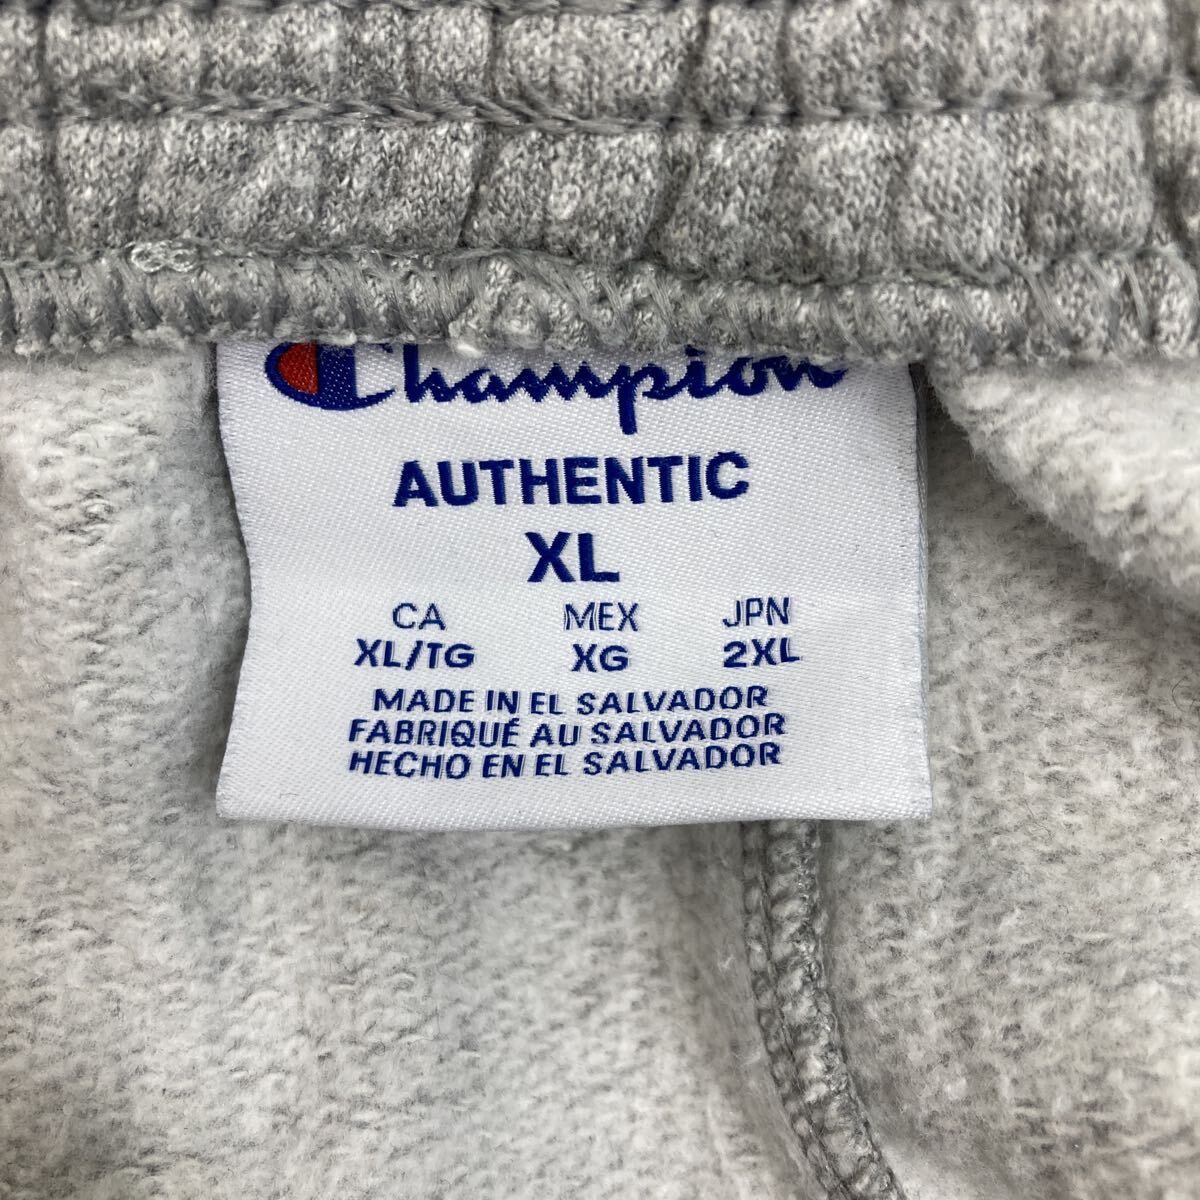 Champion
AUTHENTIC
XL
CA MEX JPN
XL/TG XG 2XL
MADE IN EL SALVADOR
FABRIQUÉ AU SALVADOR
HECHO EN EL SALVADOR